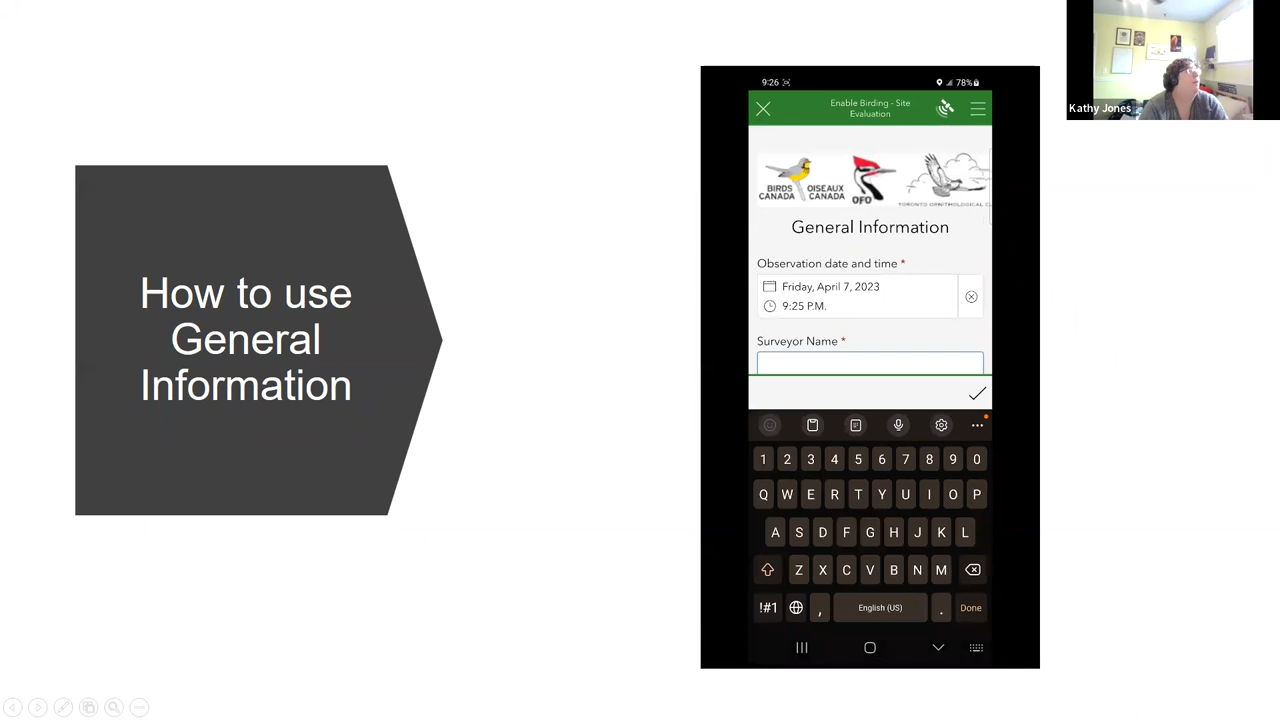 How to use
General
Information
9:26
78%
Enable Birding - Site
Evaluation
BIRDS OISEAUX
CANADA CANADA
OFO
TORONTO ORNITHOLOGICAL
General Information
Observation date and time *
Friday, April 7, 2023
9:25 P.M.
Surveyor Name *
1 2 3 4 5 6 7 8 9 0
Q W E R T Y U I O P
A S D F G H J K L
Z X C V B N M
!#1 , English (US) . Done
Kathy Jones